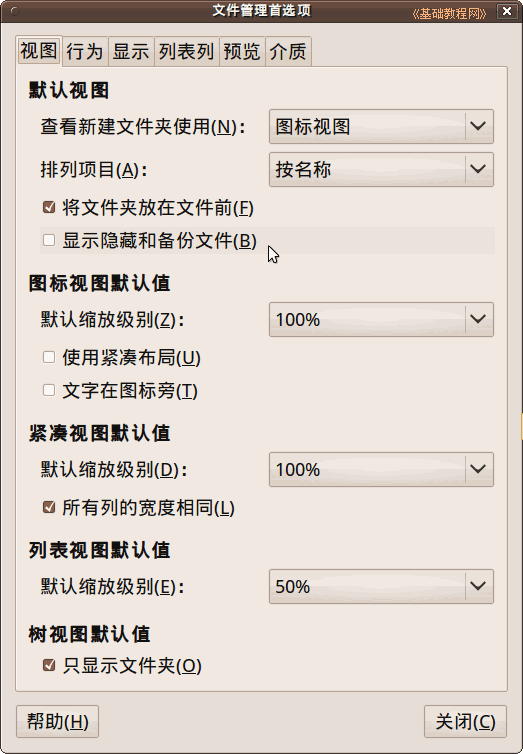 文件管理首选项
《基础教程网》
视图 行为 显示 列表列 预览 介质
默认视图
查看新建文件夹使用(N): 图标视图
排列项目(A): 按名称
将文件夹放在文件前(F)
显示隐藏和备份文件(B)
图标视图默认值
默认缩放级别(Z): 100%
使用紧凑布局(U)
文字在图标旁(T)
紧凑视图默认值
默认缩放级别(D): 100%
所有列的宽度相同(L)
列表视图默认值
默认缩放级别(E): 50%
树视图默认值
只显示文件夹(O)
帮助(H) 关闭(C)